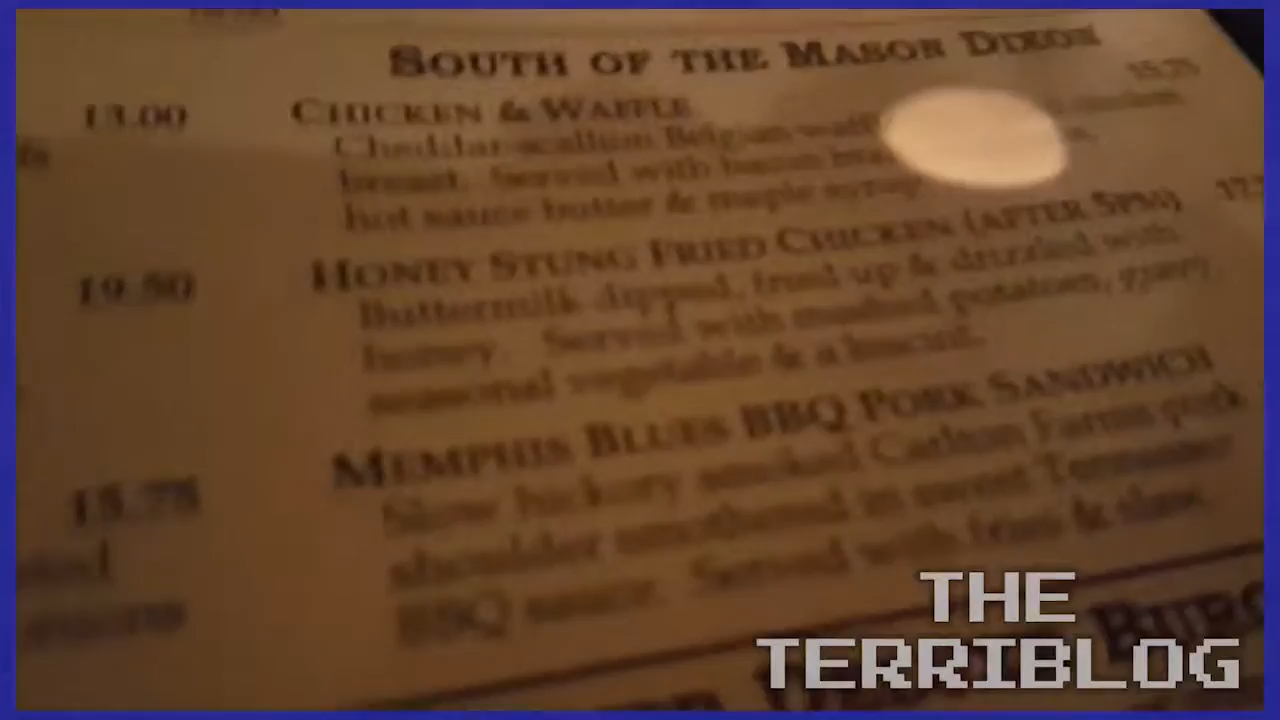 SOUTH OF THE MASON DIXON
13.00
CHICKEN & WAFFLE
15.75
Cheddar-scallion Belgian
breast. Served with bacon
hot sauce butter & maple syrup
19.50
HONEY STUNG FRIED CHICKEN (AFTER 5PM)
Buttermilk dipped, fried up & drizzled with
honey. Served with mashed potatoes, gravy
seasonal vegetable & a biscuit.
15.75
MEMPHIS BLUES BBQ PORK SANDWICH
Slow hickory smoked Carlton Farms pork
shoulder smothered in sweet Tennessee
BBQ sauce. Served with fries & slaw.
THE
TERRIBLOG